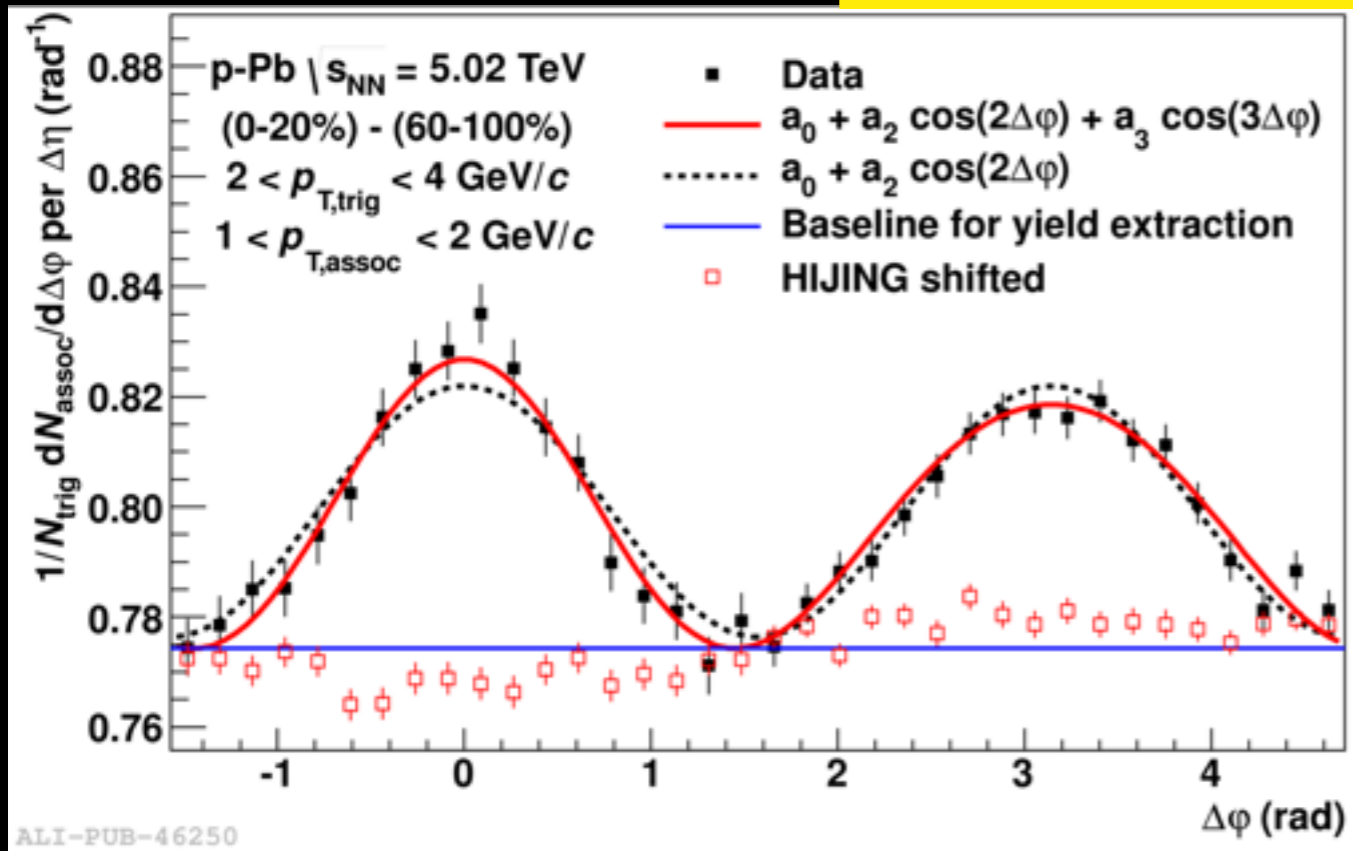 1/N_trig dN_assoc/dΔφ per Δη (rad⁻¹)
p-Pb \ s_NN = 5.02 TeV
(0-20%) - (60-100%)
2 < p_T,trig < 4 GeV/c
1 < p_T,assoc < 2 GeV/c
Data
a₀ + a₂ cos(2Δφ) + a₃ cos(3Δφ)
a₀ + a₂ cos(2Δφ)
Baseline for yield extraction
HIJING shifted
0.88
0.86
0.84
0.82
0.80
0.78
0.76
-1 0 1 2 3 4
Δφ (rad)
ALI-PUB-46250